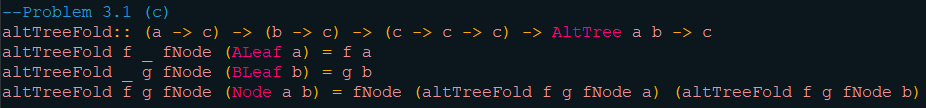 --Problem 3.1 (c)
altTreeFold:: (a -> c) -> (b -> c) -> (c -> c -> c) -> AltTree a b -> c
altTreeFold f _ fNode (ALeaf a) = f a
altTreeFold _ g fNode (BLeaf b) = g b
altTreeFold f g fNode (Node a b) = fNode (altTreeFold f g fNode a) (altTreeFold f g fNode b)